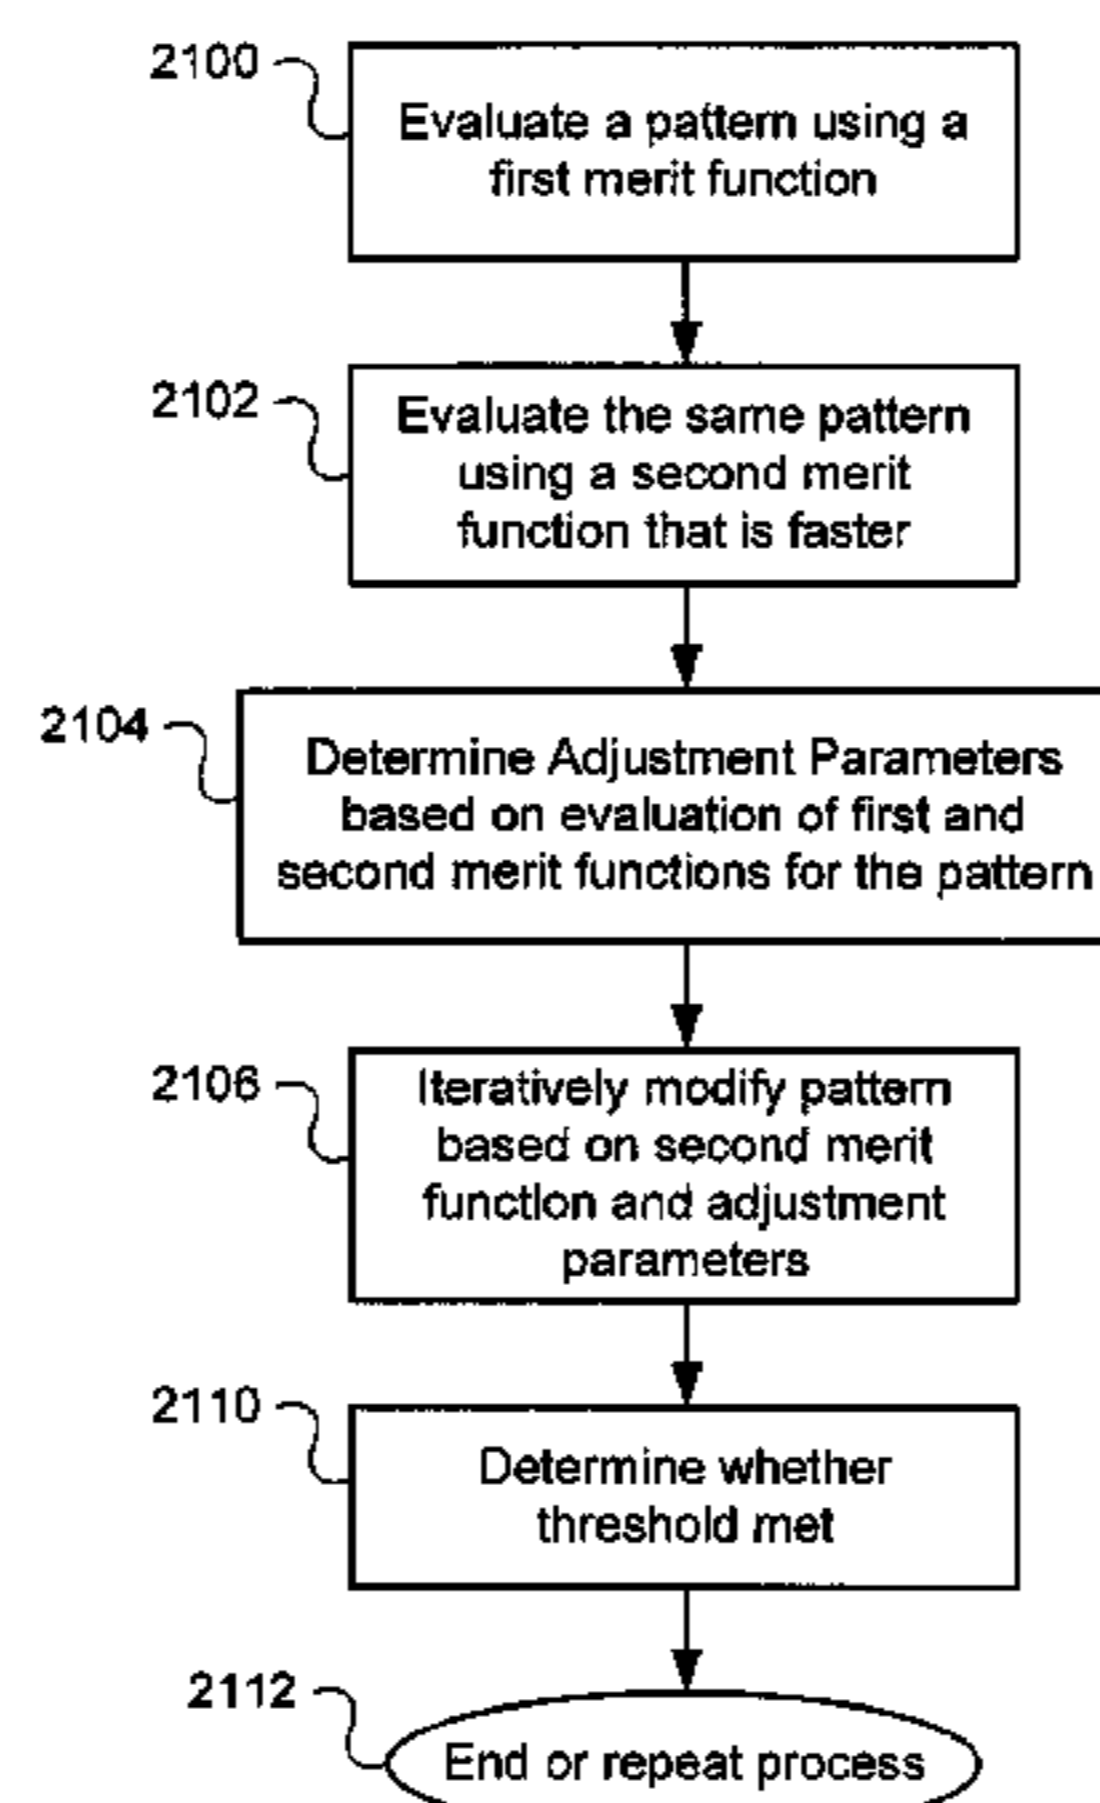 2100
Evaluate a pattern using a
first merit function
2102
Evaluate the same pattern
using a second merit
function that is faster
2104
Determine Adjustment Parameters
based on evaluation of first and
second merit functions for the pattern
2106
Iteratively modify pattern
based on second merit
function and adjustment
parameters
2110
Determine whether
threshold met
2112
End or repeat process